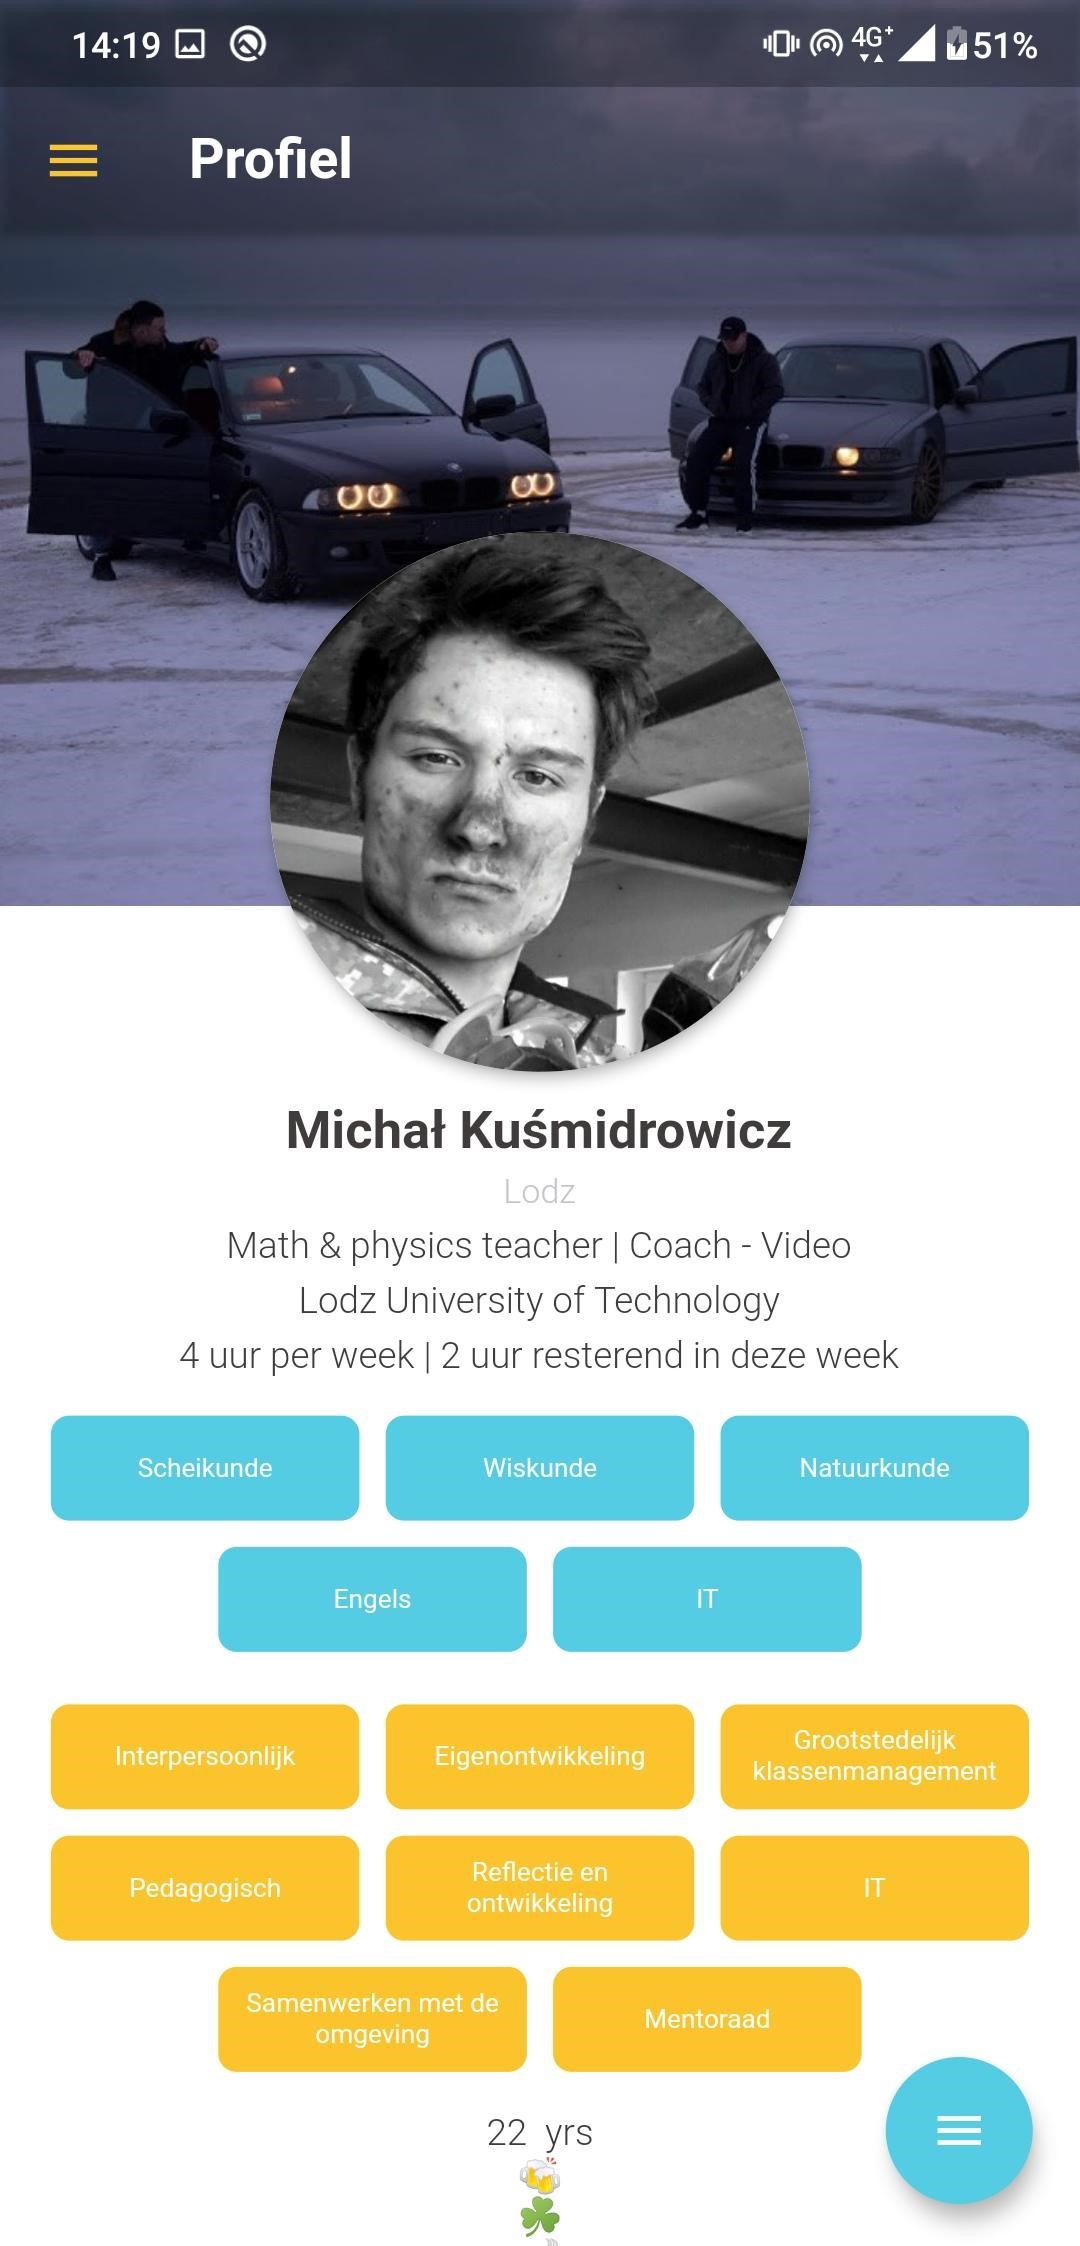 14:19
4G+
51%
Profiel
Michał Kuśmidrowicz
Lodz
Math & physics teacher | Coach - Video
Lodz University of Technology
4 uur per week | 2 uur resterend in deze week
Scheikunde
Wiskunde
Natuurkunde
Engels
IT
Interpersoonlijk
Eigenontwikkeling
Grootstedelijk
klassenmanagement
Pedagogisch
Reflectie en
ontwikkeling
IT
Samenwerken met de
omgeving
Mentoraad
22 yrs